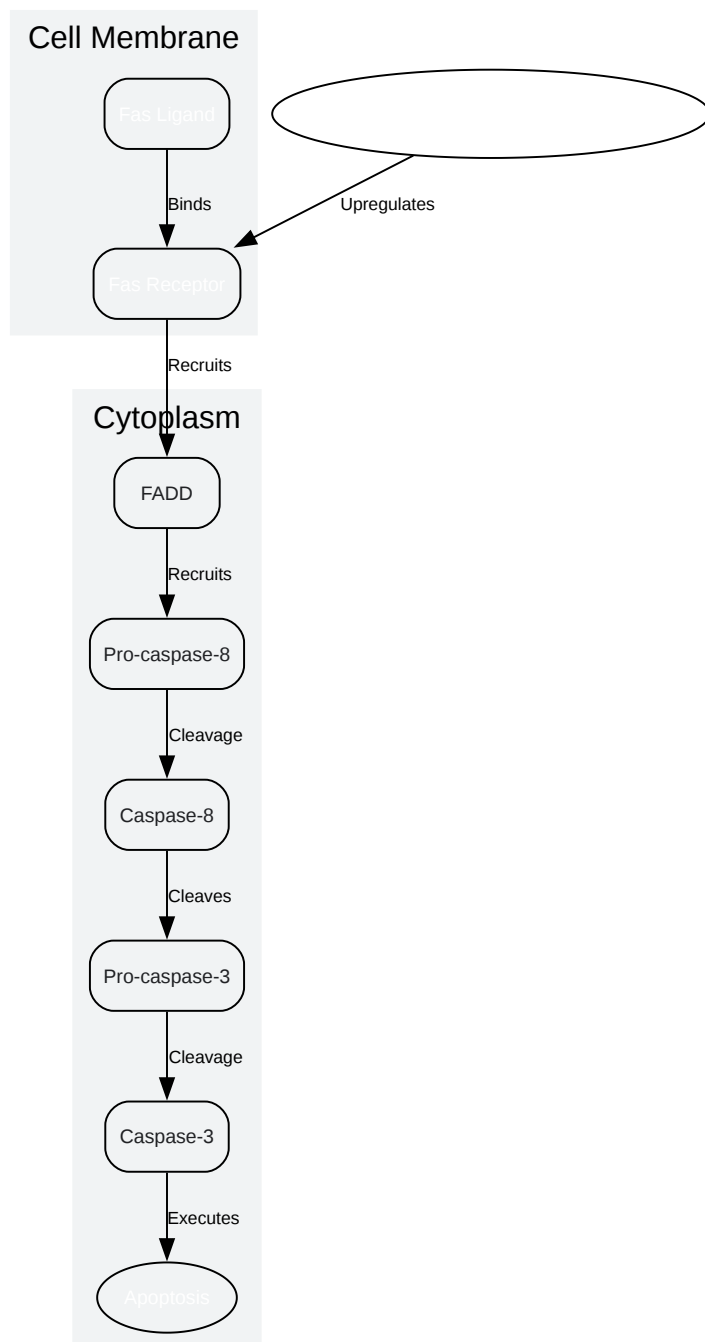 Cell Membrane
Fas Ligand
Binds
Upregulates
Fas Receptor
Recruits
Cytoplasm
FADD
Recruits
Pro-caspase-8
Cleavage
Caspase-8
Cleaves
Pro-caspase-3
Cleavage
Caspase-3
Executes
Apoptosis